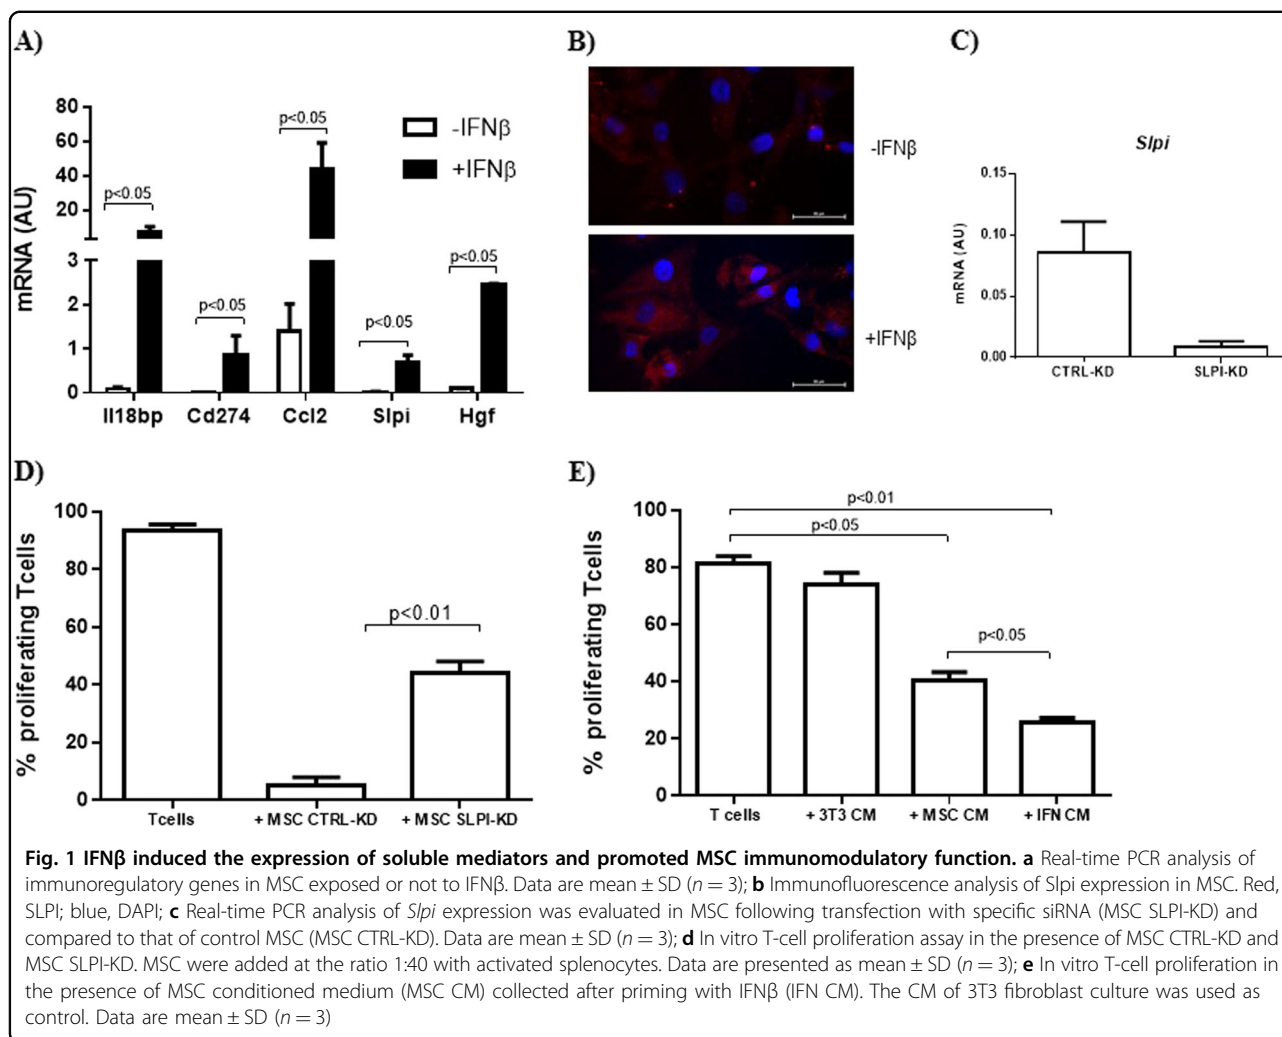 A)
80
60
40
20
3
2
1
0
mRNA (AU)
p<0.05
p<0.05
p<0.05
p<0.05
p<0.05
-IFNβ
+IFNβ
Il18bp Cd274 Ccl2 Slpi Hgf
B)
-IFNβ
+IFNβ
C)
Slpi
0.15
0.10
0.05
0.00
mRNA (AU)
CTRL-KD SLPI-KD
D)
100
80
60
40
20
0
% proliferating Tcells
p<0.01
Tcells + MSC CTRL-KD + MSC SLPI-KD
E)
100
80
60
40
20
0
% proliferating Tcells
p<0.01
p<0.05
p<0.05
T cells + 3T3 CM + MSC CM + IFN CM
Fig. 1 IFNβ induced the expression of soluble mediators and promoted MSC immunomodulatory function. a Real-time PCR analysis of
immunoregulatory genes in MSC exposed or not to IFNβ. Data are mean ± SD (n = 3); b Immunofluorescence analysis of Slpi expression in MSC. Red,
SLPI; blue, DAPI; c Real-time PCR analysis of Slpi expression was evaluated in MSC following transfection with specific siRNA (MSC SLPI-KD) and
compared to that of control MSC (MSC CTRL-KD). Data are mean ± SD (n = 3); d In vitro T-cell proliferation assay in the presence of MSC CTRL-KD and
MSC SLPI-KD. MSC were added at the ratio 1:40 with activated splenocytes. Data are presented as mean ± SD (n = 3); e In vitro T-cell proliferation in
the presence of MSC conditioned medium (MSC CM) collected after priming with IFNβ (IFN CM). The CM of 3T3 fibroblast culture was used as
control. Data are mean ± SD (n = 3)